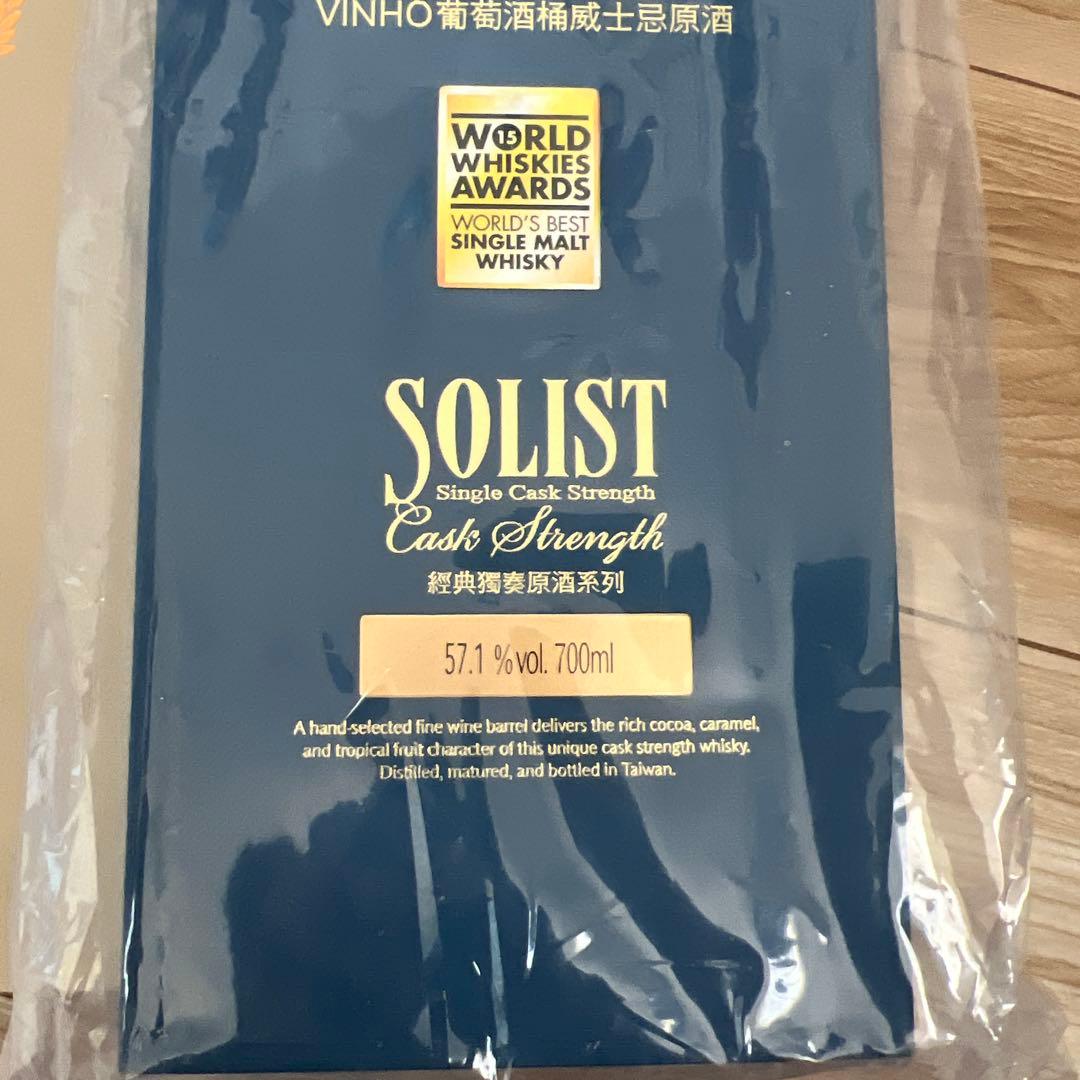 VINHO葡萄酒桶威士忌原酒
WORLD
15
WHISKIES
AWARDS
WORLD'S BEST
SINGLE MALT
WHISKY
SOLIST
Single Cask Strength
Cask Strength
經典獨奏原酒系列
57.1 %vol. 700ml
A hand-selected fine wine barrel delivers the rich cocoa, caramel,
and tropical fruit character of this unique cask strength whisky.
Distilled, matured, and bottled in Taiwan.